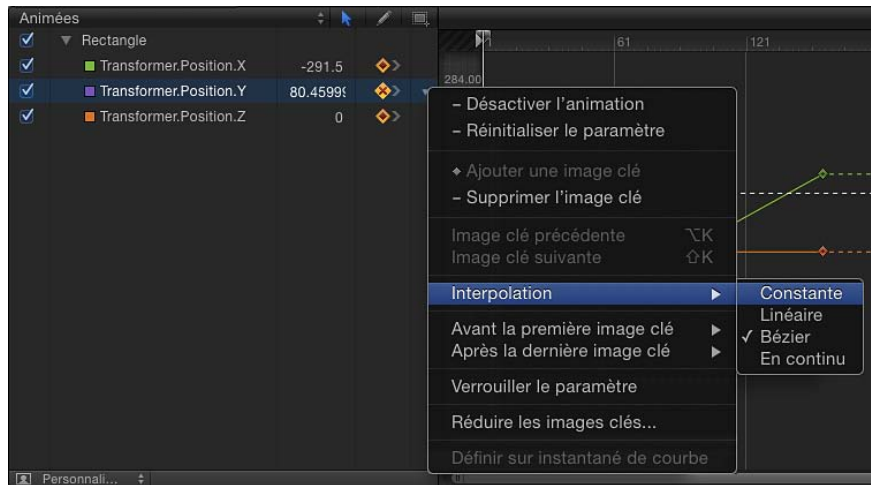 Animées
Rectangle
Transformer.Position.X -291.5
Transformer.Position.Y 80.4599
Transformer.Position.Z 0
1 61 121
284.00
– Désactiver l'animation
– Réinitialiser le paramètre
Ajouter une image clé
– Supprimer l'image clé
Image clé précédente ⌥K
Image clé suivante ⇧K
Interpolation
Constante
Linéaire
✓ Bézier
En continu
Avant la première image clé
Après la dernière image clé
Verrouiller le paramètre
Réduire les images clés...
Définir sur instantané de courbe
Personnali...